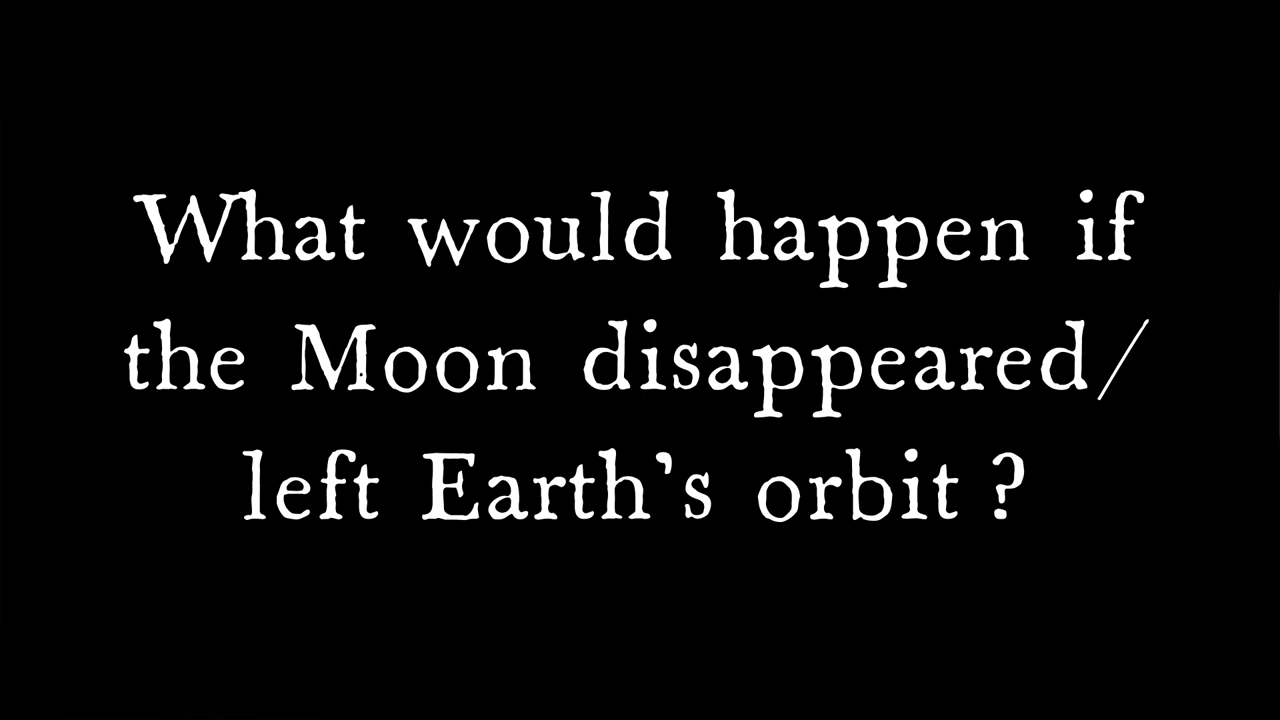 What would happen if
the Moon disappeared/
left Earth's orbit ?